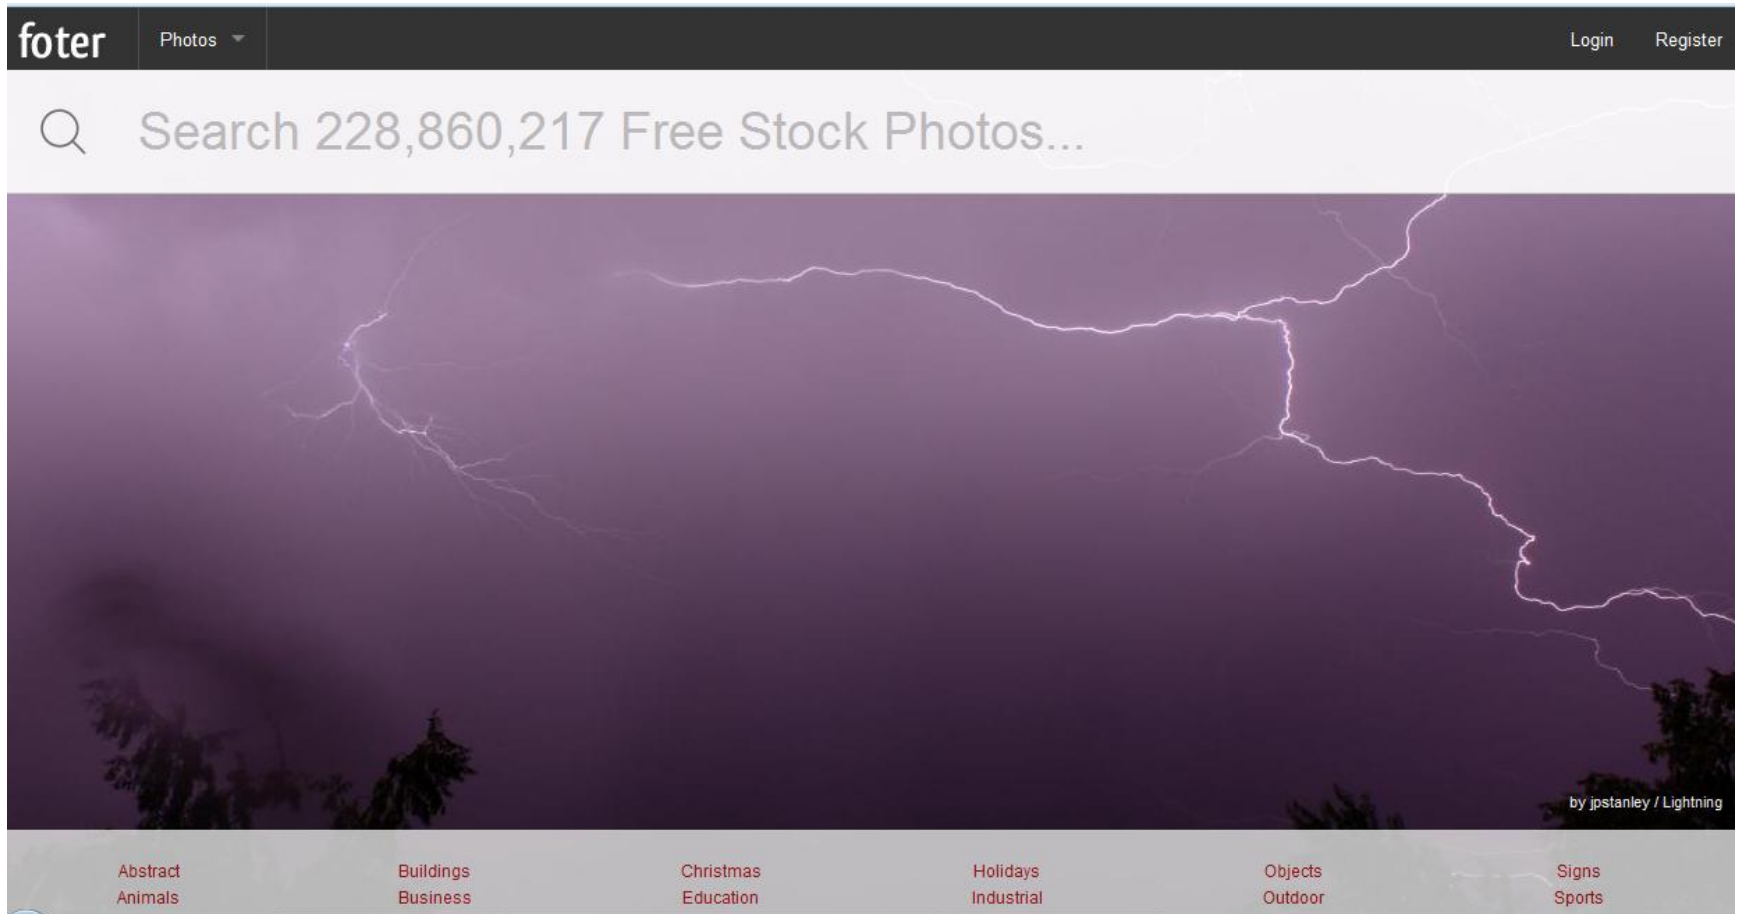 foter Photos Login Register
Search 228,860,217 Free Stock Photos...
by jpstanley / Lightning
Abstract Buildings Christmas Holidays Objects Signs
Animals Business Education Industrial Outdoor Sports